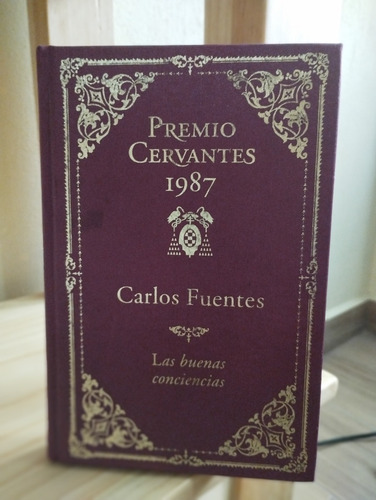 PREMIO
CERVANTES
1987
Carlos Fuentes
Las buenas
conciencias